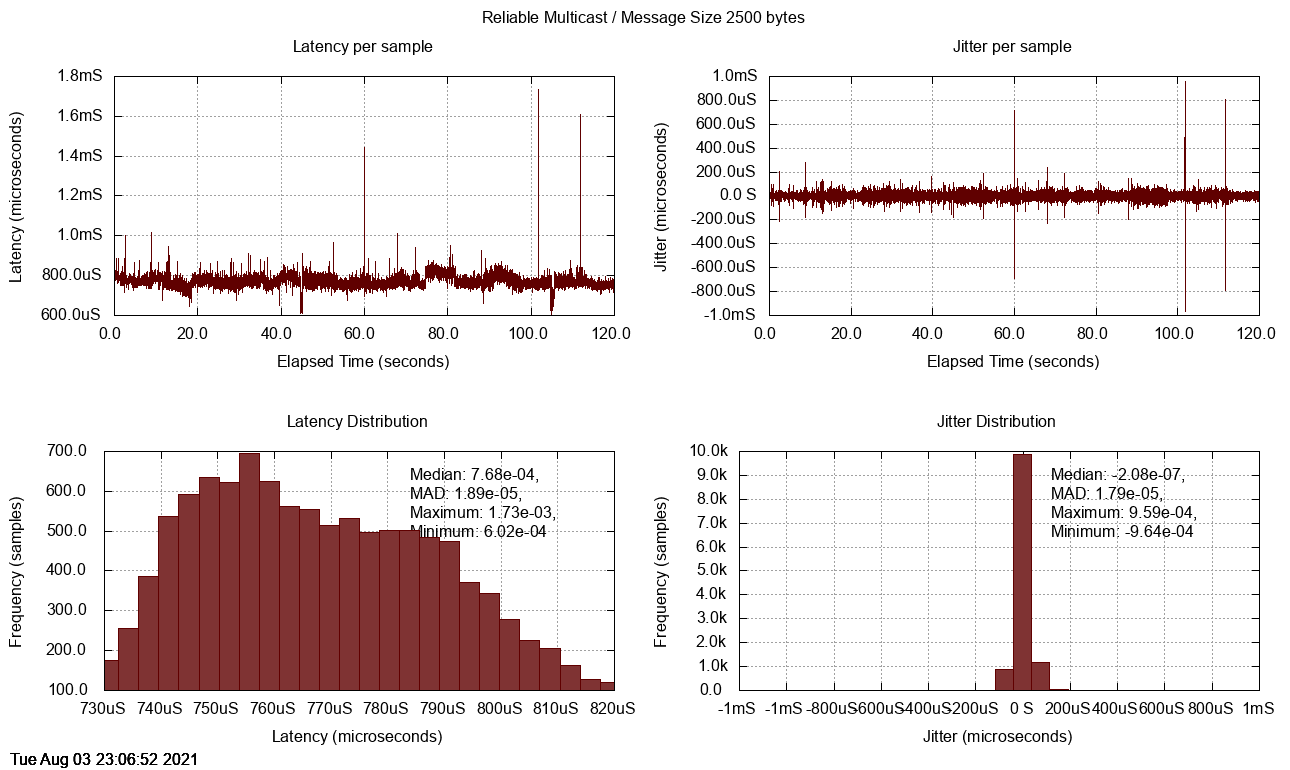 Reliable Multicast / Message Size 2500 bytes
Latency per sample
Latency (microseconds)
1.8mS
1.6mS
1.4mS
1.2mS
1.0mS
800.0uS
600.0uS
0.0 20.0 40.0 60.0 80.0 100.0 120.0
Elapsed Time (seconds)
Jitter per sample
Jitter (microseconds)
1.0mS
800.0uS
600.0uS
400.0uS
200.0uS
0.0 S
-200.0uS
-400.0uS
-600.0uS
-800.0uS
-1.0mS
0.0 20.0 40.0 60.0 80.0 100.0 120.0
Elapsed Time (seconds)
Latency Distribution
Frequency (samples)
700.0
600.0
500.0
400.0
300.0
200.0
100.0
Median: 7.68e-04,
MAD: 1.89e-05,
Maximum: 1.73e-03,
Minimum: 6.02e-04
730uS 740uS 750uS 760uS 770uS 780uS 790uS 800uS 810uS 820uS
Latency (microseconds)
Jitter Distribution
Frequency (samples)
10.0k
9.0k
8.0k
7.0k
6.0k
5.0k
4.0k
3.0k
2.0k
1.0k
0.0
Median: -2.08e-07,
MAD: 1.79e-05,
Maximum: 9.59e-04,
Minimum: -9.64e-04
-1mS -1mS -800uS -600uS -400uS -200uS 0 S 200uS 400uS 600uS 800uS 1mS
Jitter (microseconds)
Tue Aug 03 23:06:52 2021